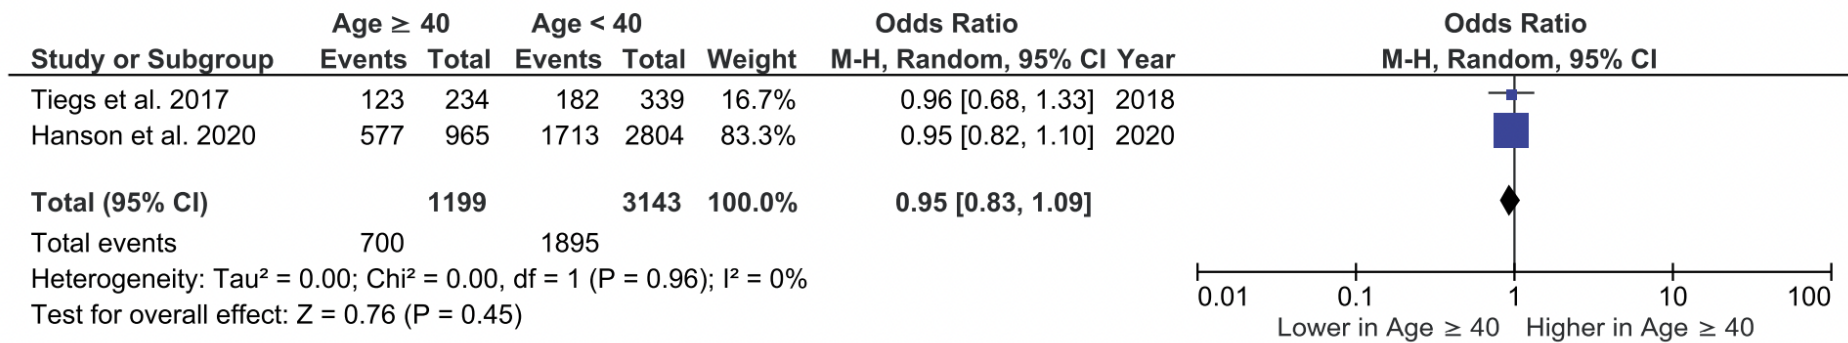 Age ≥ 40 Age < 40 Odds Ratio Odds Ratio
Study or Subgroup Events Total Events Total Weight M-H, Random, 95% CI Year M-H, Random, 95% CI
Tiegs et al. 2017 123 234 182 339 16.7% 0.96 [0.68, 1.33] 2018
Hanson et al. 2020 577 965 1713 2804 83.3% 0.95 [0.82, 1.10] 2020
Total (95% CI) 1199 3143 100.0% 0.95 [0.83, 1.09]
Total events 700 1895
Heterogeneity: Tau² = 0.00; Chi² = 0.00, df = 1 (P = 0.96); I² = 0%
Test for overall effect: Z = 0.76 (P = 0.45)
0.01 0.1 1 10 100
Lower in Age ≥ 40 Higher in Age ≥ 40